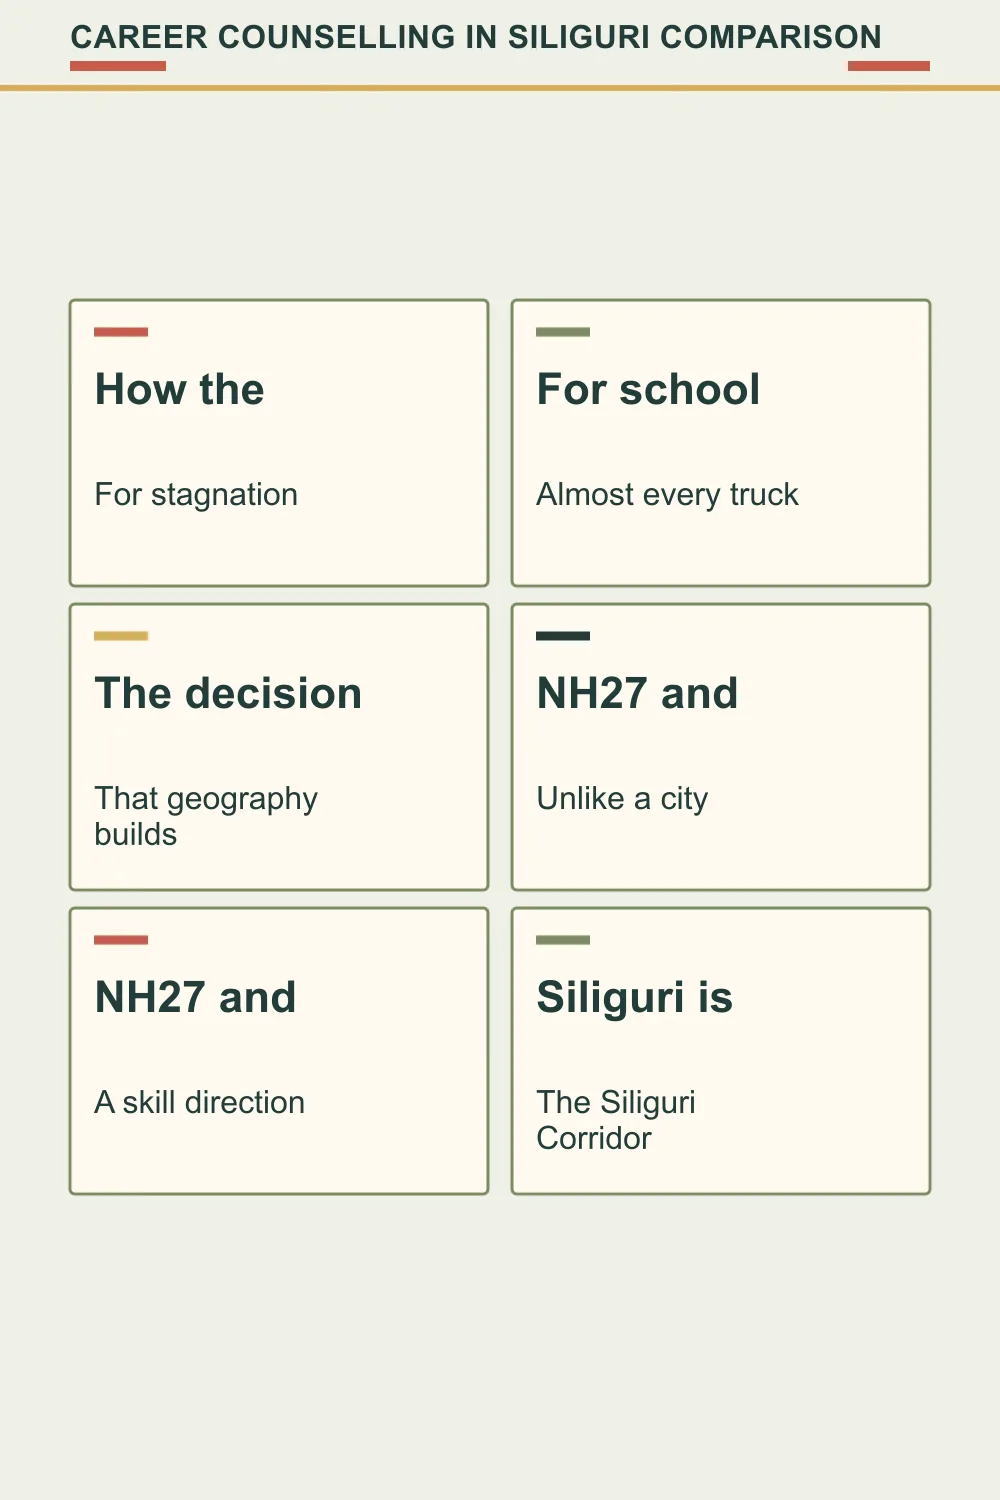 CAREER COUNSELLING IN SILIGURI COMPARISON
How the
For stagnation
For school
Almost every truck
The decision
That geography
builds
NH27 and
Unlike a city
NH27 and
A skill direction
Siliguri is
The Siliguri
Corridor